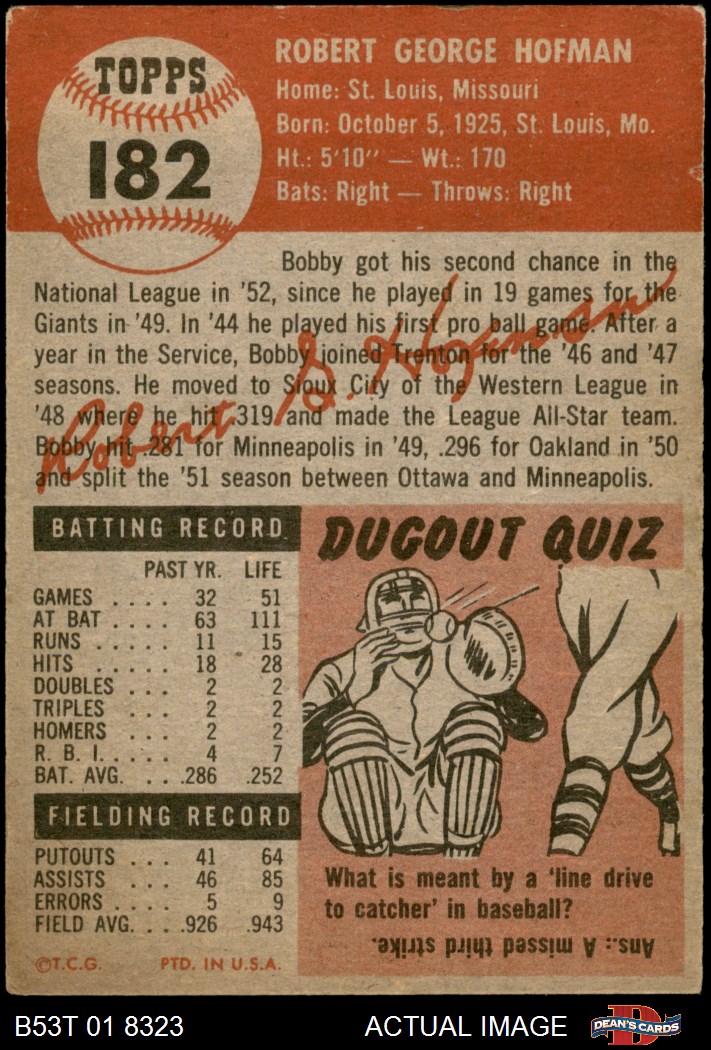 TOPPS
182
ROBERT GEORGE HOFMAN
Home: St. Louis, Missouri
Born: October 5, 1925, St. Louis, Mo.
Ht.: 5'10" — Wt.: 170
Bats: Right — Throws: Right
Bobby got his second chance in the
National League in '52, since he played in 19 games for the
Giants in '49. In '44 he played his first pro ball game. After a
year in the Service, Bobby joined Trenton for the '46 and '47
seasons. He moved to Sioux City of the Western League in
'48 where he hit .319 and made the League All-Star team.
Bobby hit .281 for Minneapolis in '49, .296 for Oakland in '50
and split the '51 season between Ottawa and Minneapolis.
Robert G. Hofman
BATTING RECORD
PAST YR. LIFE
GAMES . . . . 32 51
AT BAT . . . . 63 111
RUNS . . . . . 11 15
HITS . . . . . 18 28
DOUBLES . . . 2 2
TRIPLES . . . 2 2
HOMERS . . . 2 2
R. B. I. . . . . . 4 7
BAT. AVG. . . .286 .252
FIELDING RECORD
PUTOUTS . . . 41 64
ASSISTS . . . 46 85
ERRORS . . . . 5 9
FIELD AVG. . . .926 .943
©T.C.G. PTD. IN U.S.A.
DUGOUT QUIZ
What is meant by a 'line drive
to catcher' in baseball?
Ans.: A missed third strike.
B53T 01 8323 ACTUAL IMAGE D DEAN'S CARDS